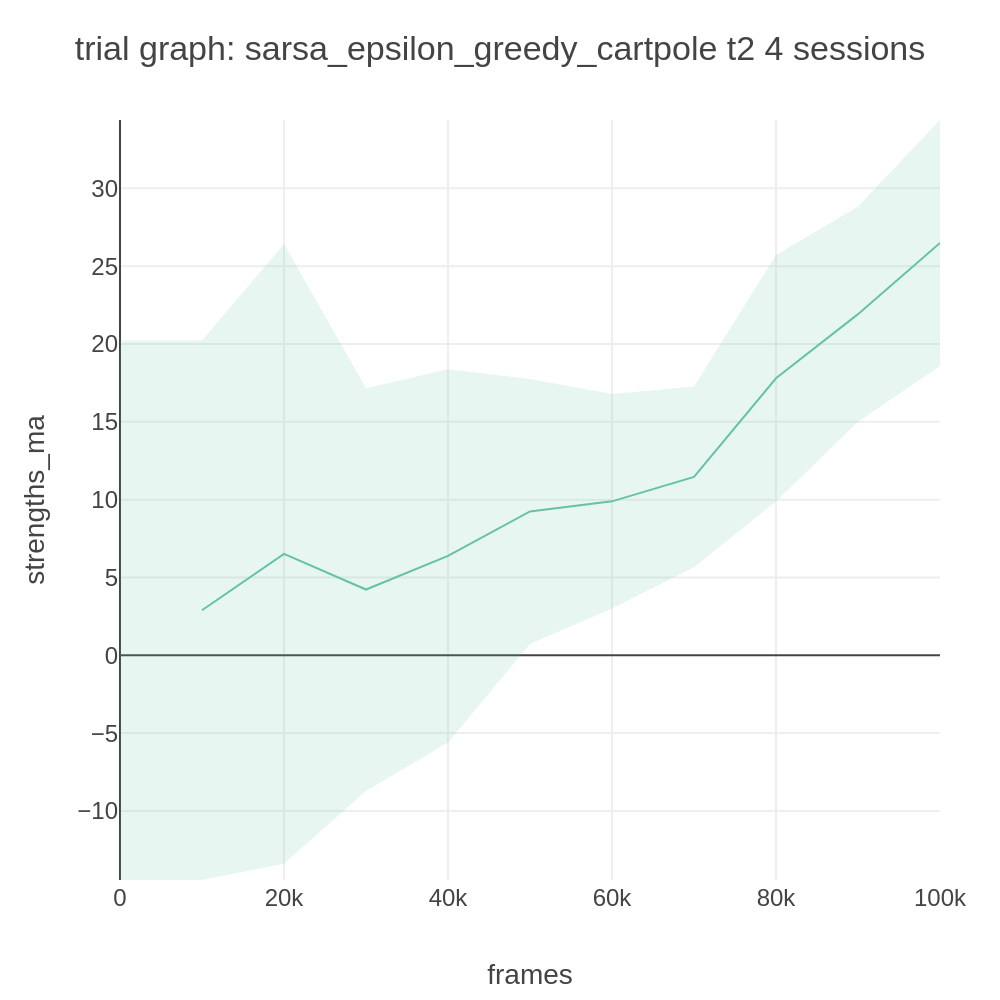 trial graph: sarsa_epsilon_greedy_cartpole t2 4 sessions
30
25
20
15
10
5
0
−5
−10
strengths_ma
0
20k
40k
60k
80k
100k
frames